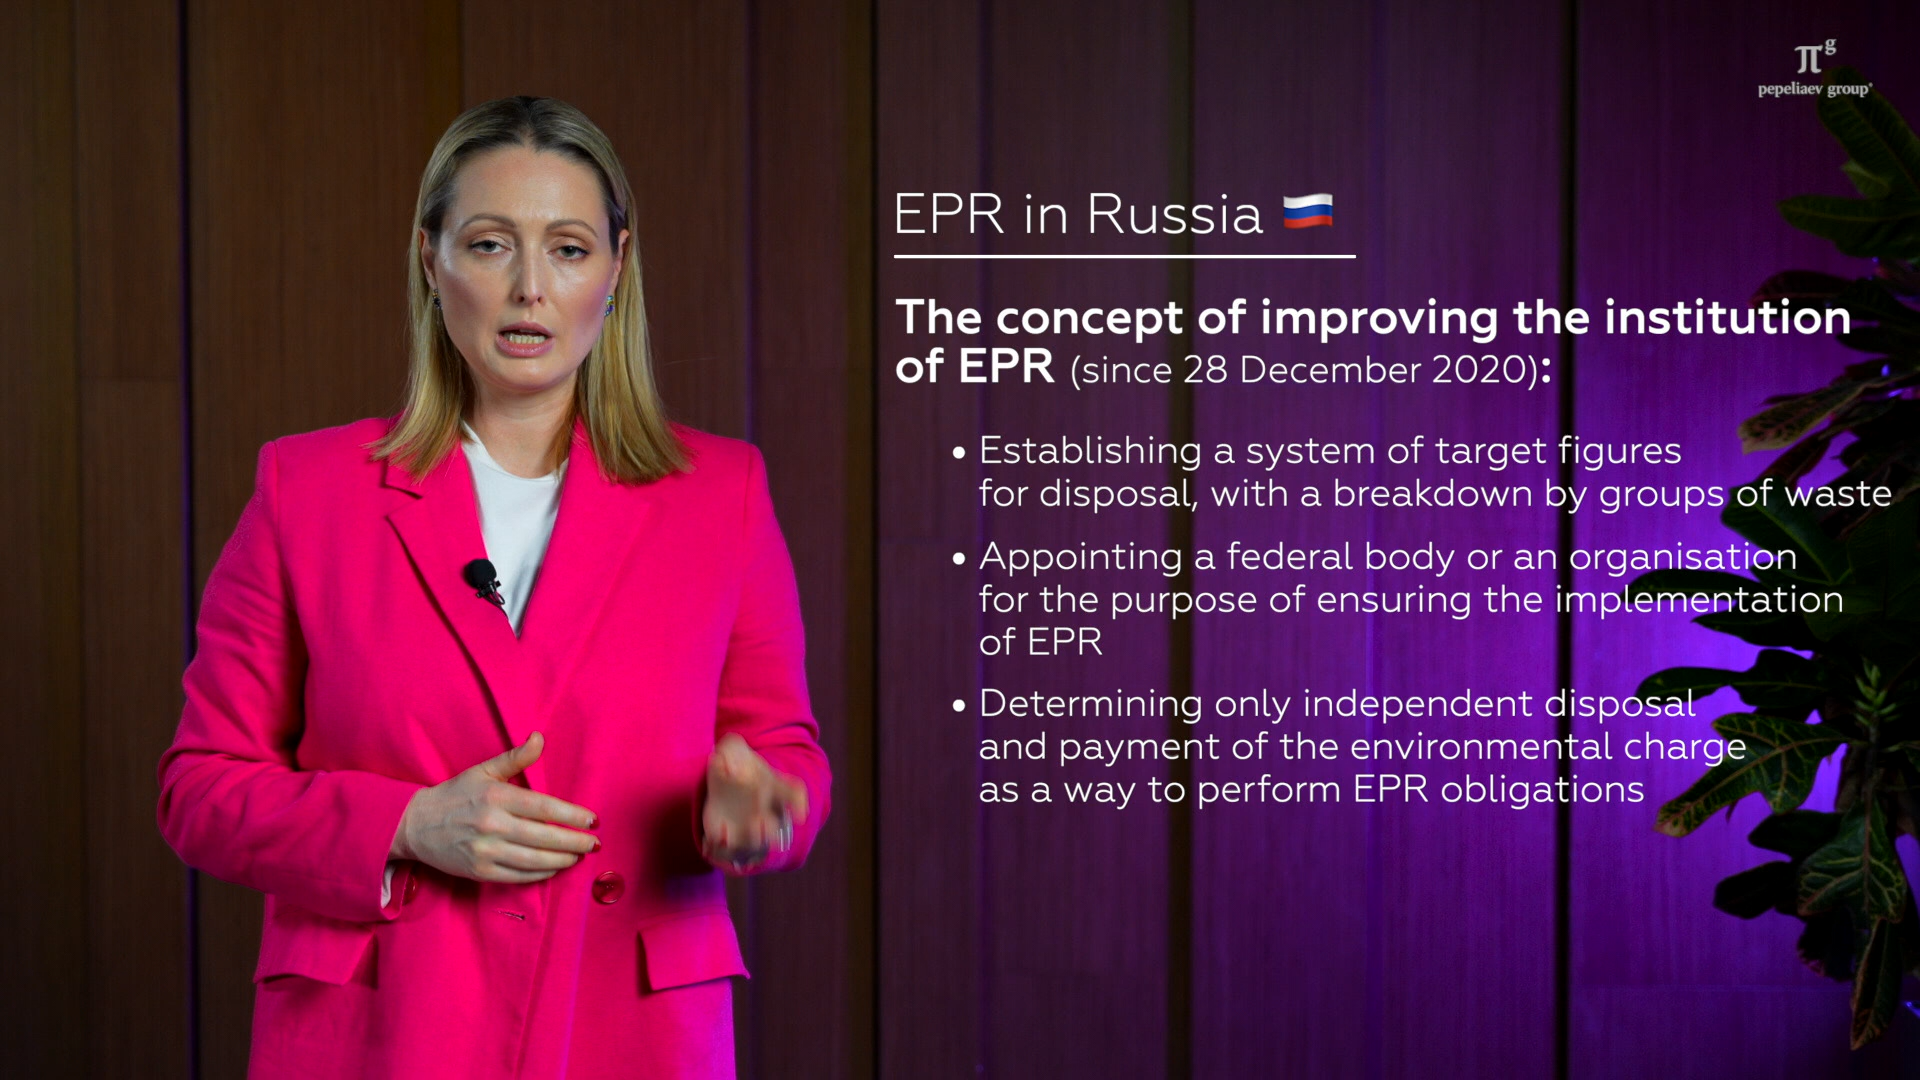 πg
pepeliaev group®
EPR in Russia
The concept of improving the institution
of EPR (since 28 December 2020):
• Establishing a system of target figures
for disposal, with a breakdown by groups of waste
• Appointing a federal body or an organisation
for the purpose of ensuring the implementation
of EPR
• Determining only independent disposal
and payment of the environmental charge
as a way to perform EPR obligations